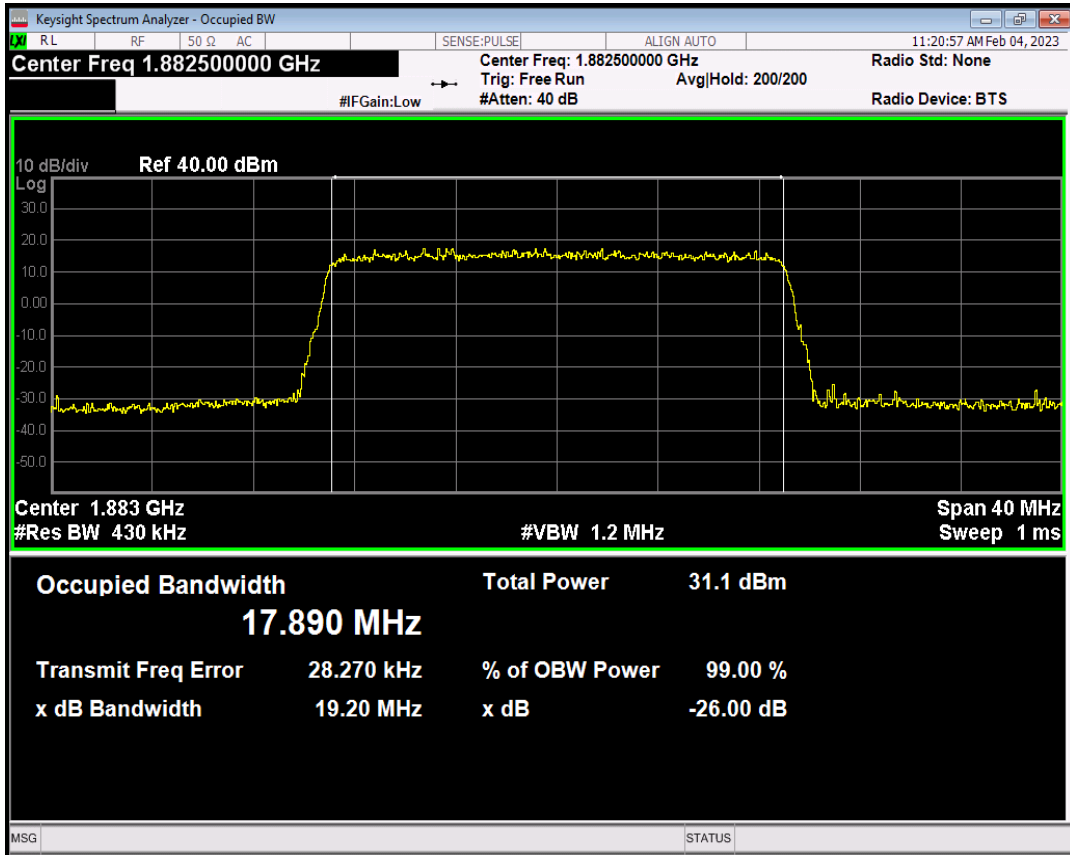 Keysight Spectrum Analyzer - Occupied BW
LXI RL RF 50 Ω AC SENSE:PULSE ALIGN AUTO 11:20:57 AM Feb 04, 2023
Center Freq 1.882500000 GHz Center Freq: 1.882500000 GHz Radio Std: None
Trig: Free Run Avg|Hold: 200/200
#IFGain:Low #Atten: 40 dB Radio Device: BTS
10 dB/div Ref 40.00 dBm
Log
30.0
20.0
10.0
0.00
-10.0
-20.0
-30.0
-40.0
-50.0
Center 1.883 GHz Span 40 MHz
#Res BW 430 kHz #VBW 1.2 MHz Sweep 1 ms
Occupied Bandwidth Total Power 31.1 dBm
17.890 MHz
Transmit Freq Error 28.270 kHz % of OBW Power 99.00 %
x dB Bandwidth 19.20 MHz x dB -26.00 dB
MSG STATUS